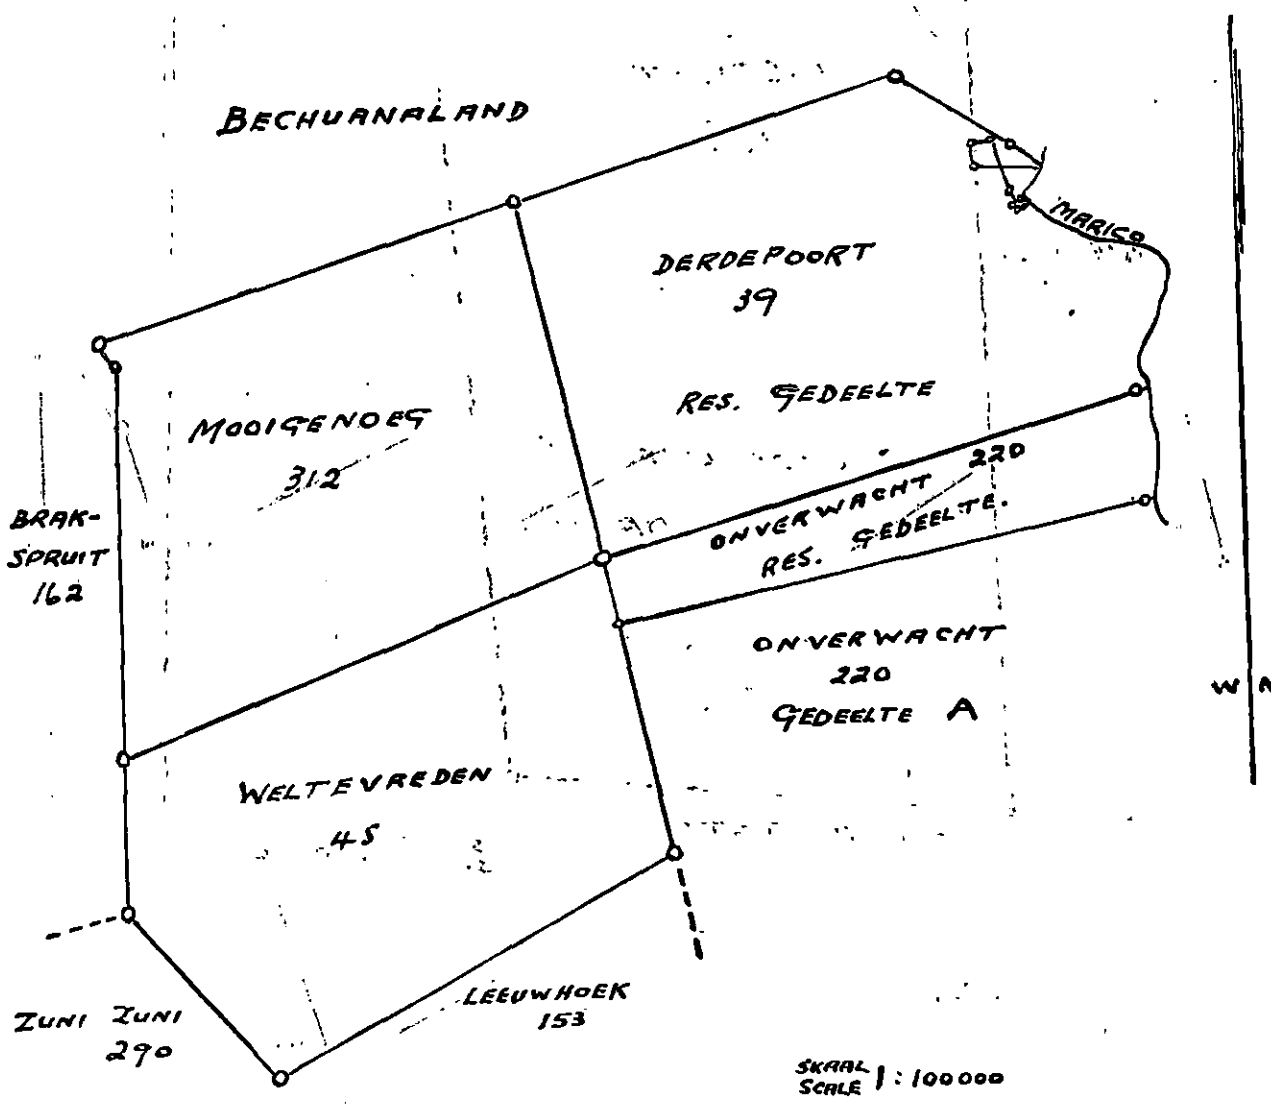 BECHUANALAND
MARICO
DERDEPOORT
39
RES. GEDEELTE
MOOIGENOEG
312
BRAK-
SPRUIT
162
ONVERWACHT 220
RES. GEDEELTE.
ONVERWACHT
220
GEDEELTE A
W
WELTEVREDEN
45
LEEUWHOEK
153
ZUNI ZUNI
290
SKAAL
SCALE 1:100000